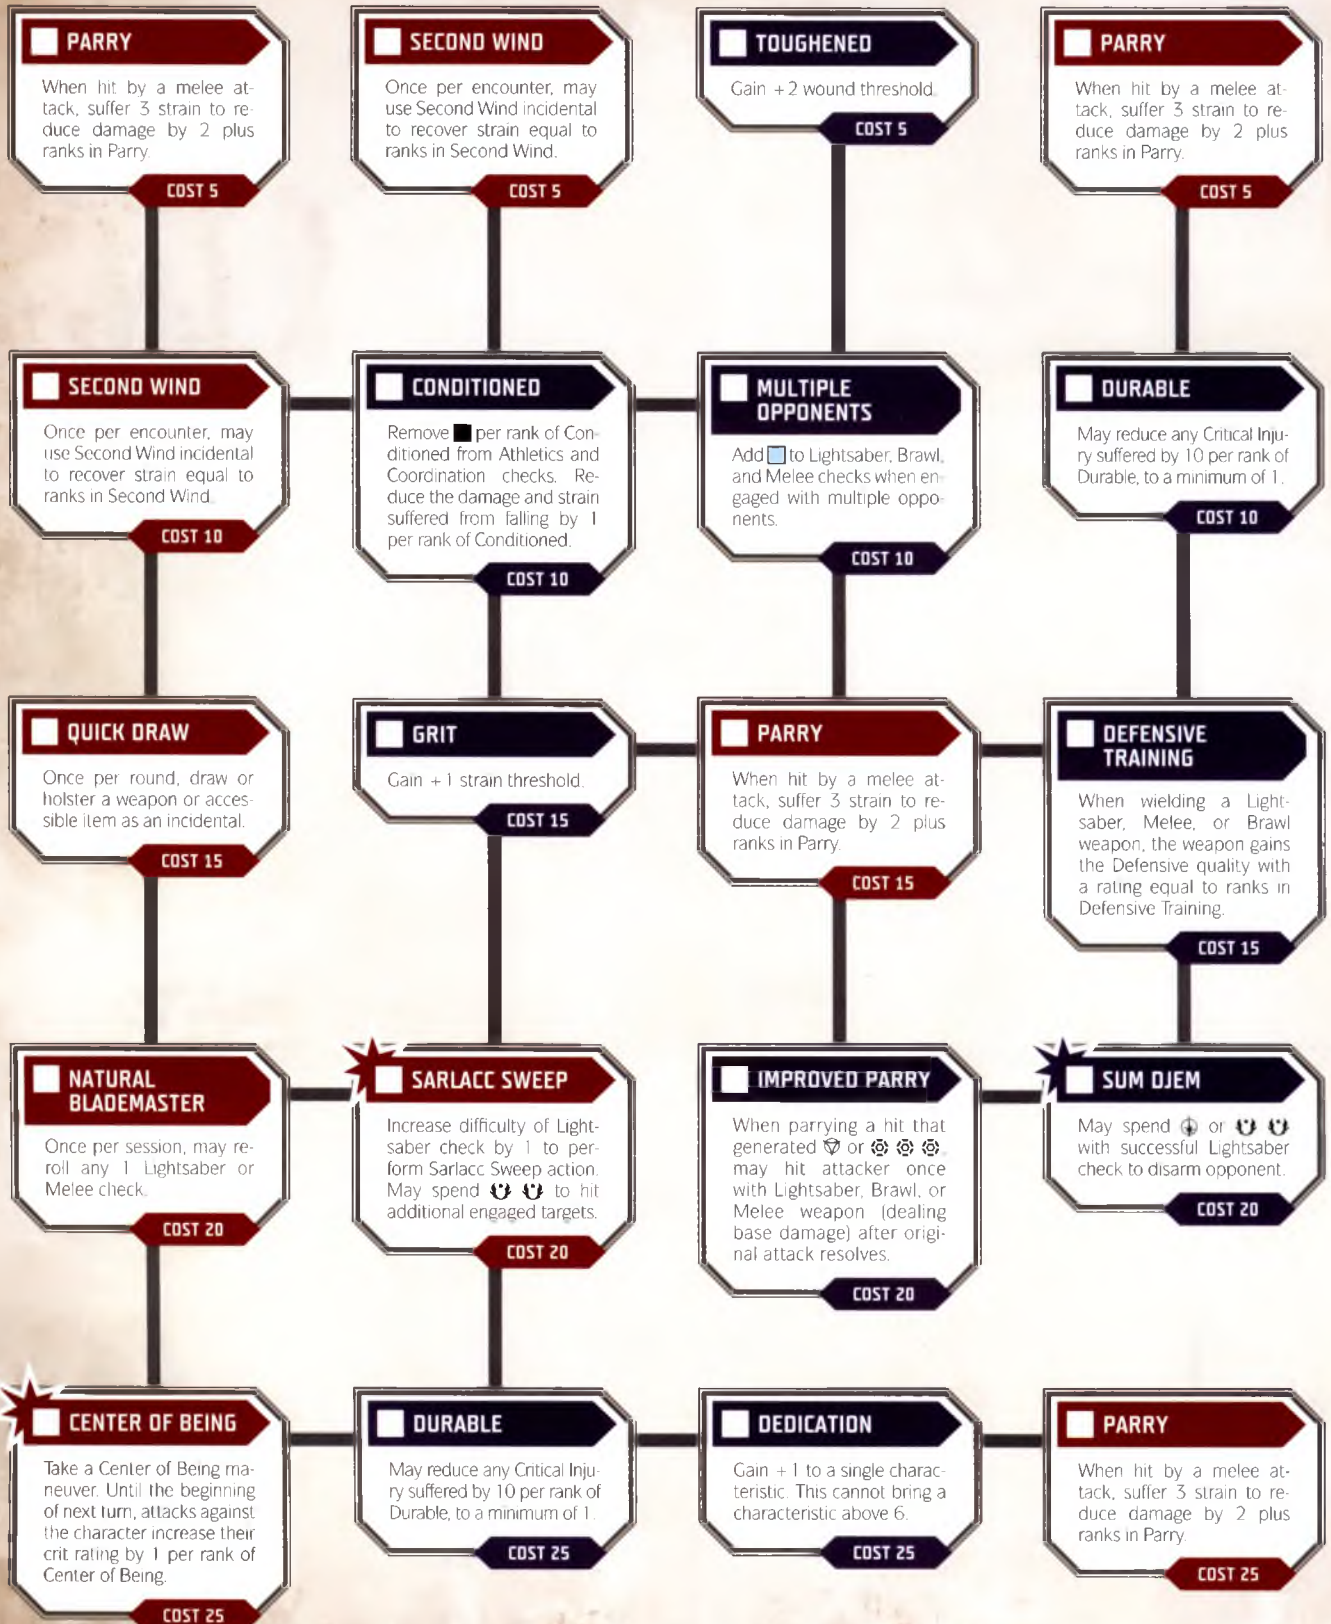 PARRY
When hit by a melee at-
tack, suffer 3 strain to re-
duce damage by 2 plus
ranks in Parry.
COST 5
SECOND WIND
Once per encounter, may
use Second Wind incidental
to recover strain equal to
ranks in Second Wind.
COST 5
TOUGHENED
Gain +2 wound threshold.
COST 5
PARRY
When hit by a melee at-
tack, suffer 3 strain to re-
duce damage by 2 plus
ranks in Parry.
COST 5
SECOND WIND
Once per encounter, may
use Second Wind incidental
to recover strain equal to
ranks in Second Wind.
COST 10
CONDITIONED
Remove per rank of Con-
ditioned from Athletics and
Coordination checks. Re-
duce the damage and strain
suffered from falling by 1
per rank of Conditioned.
COST 10
MULTIPLE
OPPONENTS
Add to Lightsaber, Brawl,
and Melee checks when en-
gaged with multiple oppo-
nents.
COST 10
DURABLE
May reduce any Critical Inju-
ry suffered by 10 per rank of
Durable, to a minimum of 1.
COST 10
QUICK DRAW
Once per round, draw or
holster a weapon or acces-
sible item as an incidental.
COST 15
GRIT
Gain +1 strain threshold.
COST 15
PARRY
When hit by a melee at-
tack, suffer 3 strain to re-
duce damage by 2 plus
ranks in Parry.
COST 15
DEFENSIVE
TRAINING
When wielding a Light-
saber, Melee, or Brawl
weapon, the weapon gains
the Defensive quality with
a rating equal to ranks in
Defensive Training.
COST 15
NATURAL
BLADEMASTER
Once per session, may re-
roll any 1 Lightsaber or
Melee check.
COST 20
SARLACC SWEEP
Increase difficulty of Light-
saber check by 1 to per-
form Sarlacc Sweep action.
May spend to hit
additional engaged targets.
COST 20
IMPROVED PARRY
When parrying a hit that
generated or
may hit attacker once
with Lightsaber, Brawl, or
Melee weapon (dealing
base damage) after origi-
nal attack resolves.
COST 20
SUM DJEM
May spend or
with successful Lightsaber
check to disarm opponent.
COST 20
CENTER OF BEING
Take a Center of Being ma-
neuver. Until the beginning
of next turn, attacks against
the character increase their
crit rating by 1 per rank of
Center of Being.
COST 25
DURABLE
May reduce any Critical Inju-
ry suffered by 10 per rank of
Durable, to a minimum of 1.
COST 25
DEDICATION
Gain +1 to a single charac-
teristic. This cannot bring a
characteristic above 6.
COST 25
PARRY
When hit by a melee at-
tack, suffer 3 strain to re-
duce damage by 2 plus
ranks in Parry.
COST 25